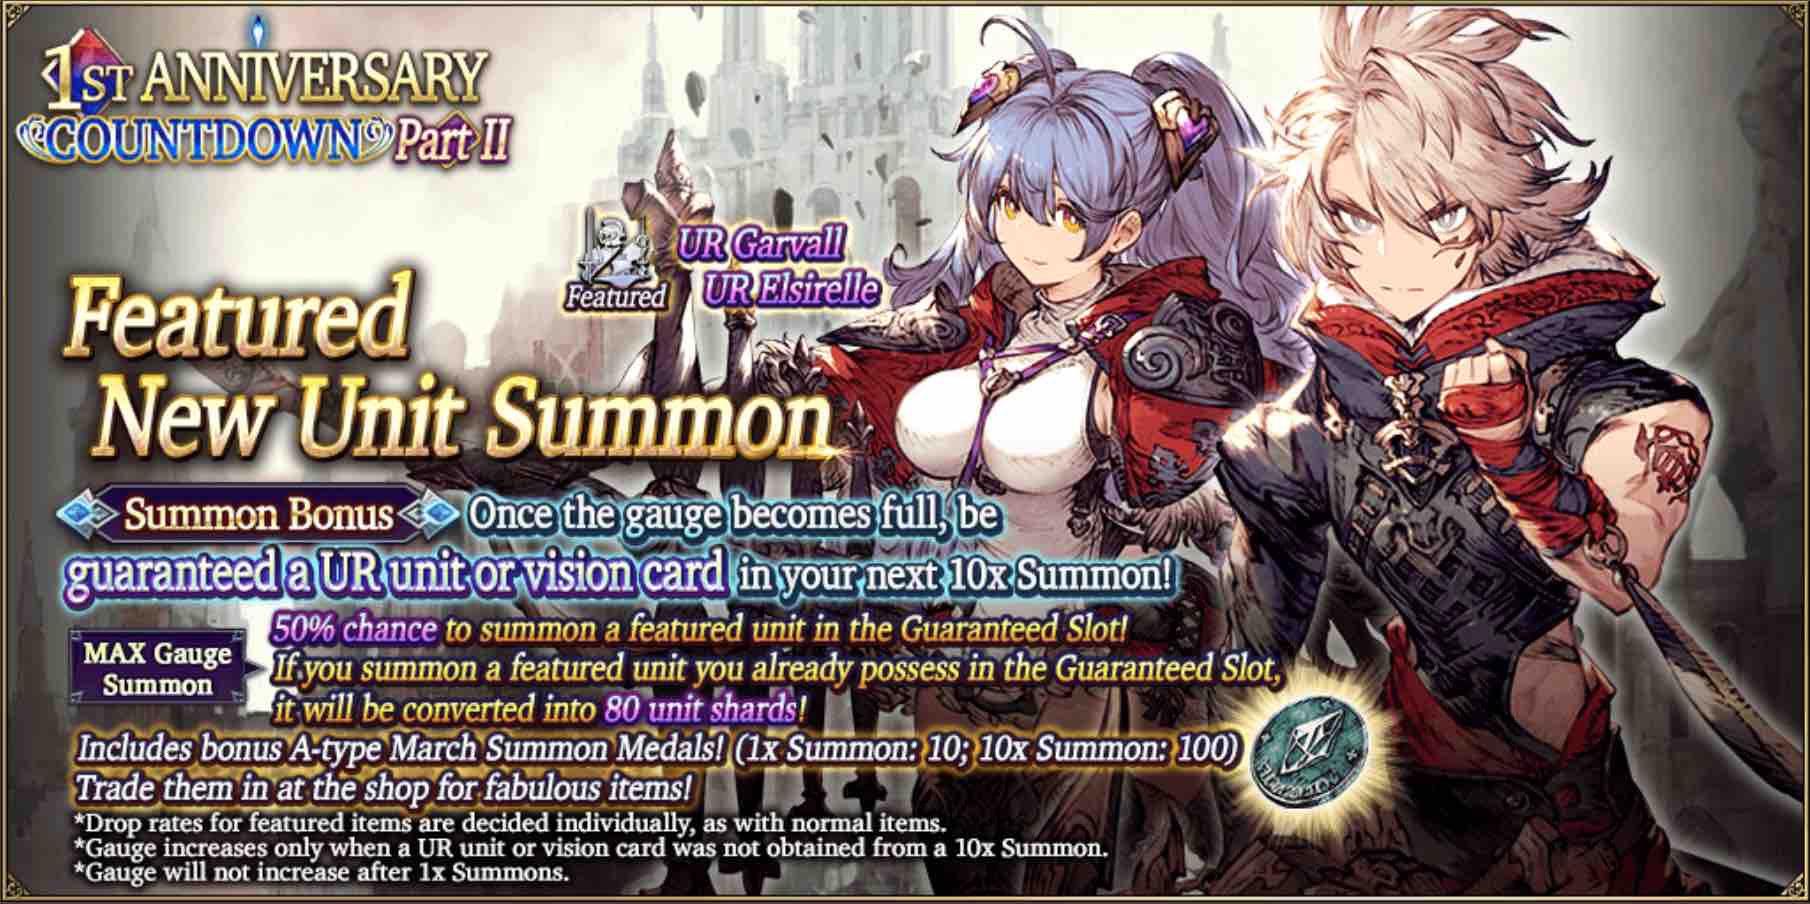 1ST ANNIVERSARY
COUNTDOWN Part II
UR Garvall
UR Elsirelle
Featured
Featured
New Unit Summon
Summon Bonus Once the gauge becomes full, be
guaranteed a UR unit or vision card in your next 10x Summon!
MAX Gauge
Summon
50% chance to summon a featured unit in the Guaranteed Slot!
If you summon a featured unit you already possess in the Guaranteed Slot,
it will be converted into 80 unit shards!
Includes bonus A-type March Summon Medals! (1x Summon: 10; 10x Summon: 100)
Trade them in at the shop for fabulous items!
*Drop rates for featured items are decided individually, as with normal items.
*Gauge increases only when a UR unit or vision card was not obtained from a 10x Summon.
*Gauge will not increase after 1x Summons.